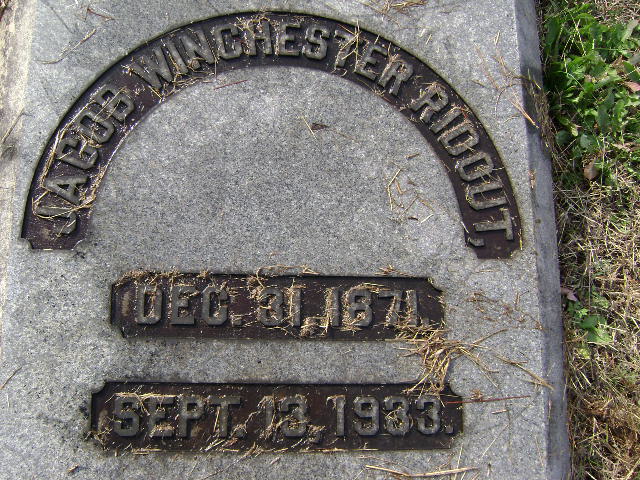 JACOB WINCHESTER RIDOUT,
DEC. 31, 1871.
SEPT. 13, 1933.